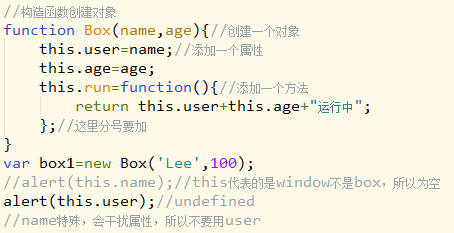 //构造函数创建对象
function Box(name,age){//创建一个对象
this.user=name;//添加一个属性
this.age=age;
this.run=function(){//添加一个方法
return this.user+this.age+"运行中";
};//这里分号要加
}
var box1=new Box('Lee',100);
//alert(this.name);//this代表的是window不是box，所以为空
alert(this.user);//undefined
//name特殊，会干扰属性，所以不要用user